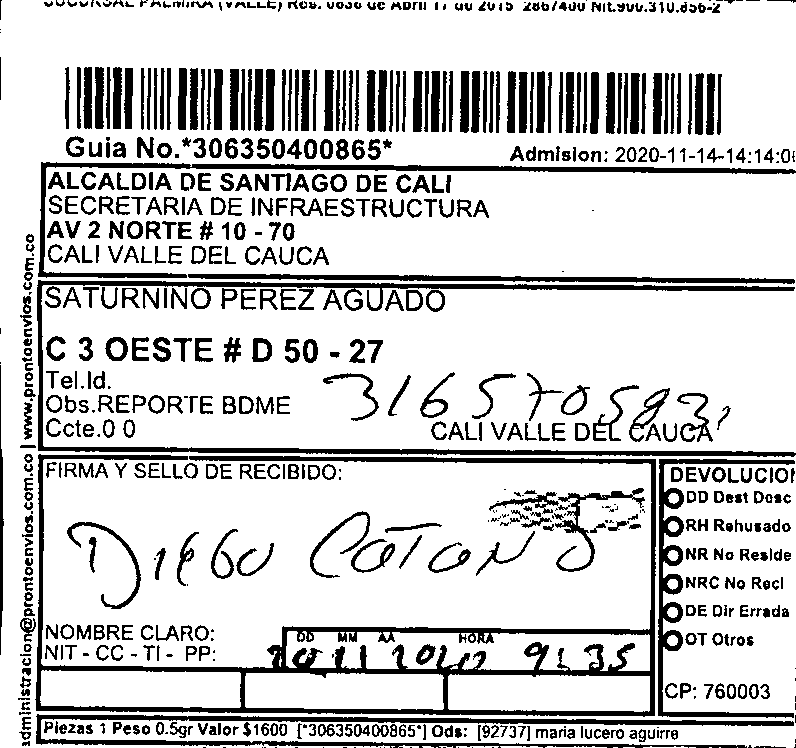 SUCURSAL PALMIRA (VALLE) Res. 0636 de Abril 17 de 2015 2867400 Nit.900.310.856-2
Guia No.*306350400865*
Admision: 2020-11-14-14:14:0
ALCALDIA DE SANTIAGO DE CALI
SECRETARIA DE INFRAESTRUCTURA
AV 2 NORTE # 10 - 70
CALI VALLE DEL CAUCA
SATURNINO PEREZ AGUADO
C 3 OESTE # D 50 - 27
Tel.Id.
Obs.REPORTE BDME
Ccte.0 0
CALI VALLE DEL CAUCA
administracion@prontoenvios.com.co | www.prontoenvios.com.co
FIRMA Y SELLO DE RECIBIDO:
DIEGO CATAÑO
NOMBRE CLARO:
NIT - CC - TI - PP:
DD MM AA HORA
9:35
DEVOLUCION
DD Dest Desc
RH Rehusado
NR No Reside
NRC No Recl
DE Dir Errada
OT Otros
CP: 760003
Piezas 1 Peso 0.5gr Valor $1600 [*306350400865*] Ods: [92737] maria lucero aguirre